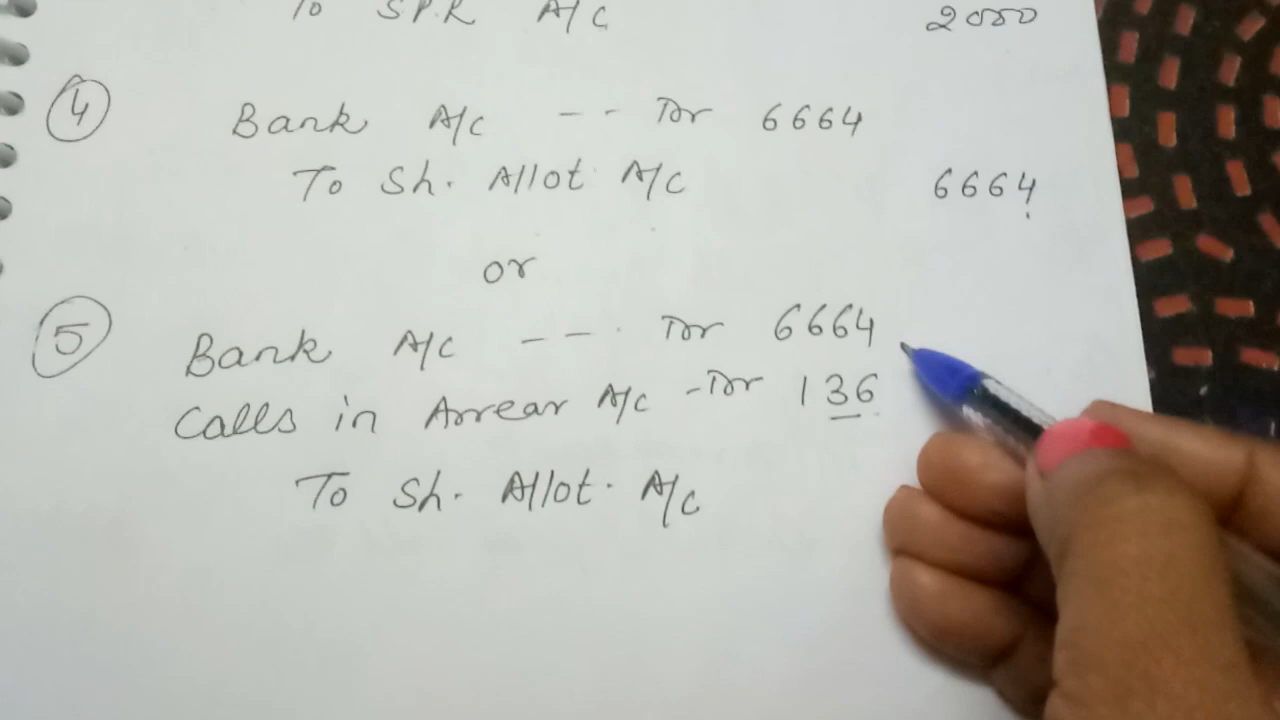 To S.P.R A/c 2000
4 Bank A/c -- Dr 6664
To Sh. Allot. A/c 6664
or
5 Bank A/c -- Dr 6664
Calls in Arrear A/c - Dr 136
To Sh. Allot. A/c